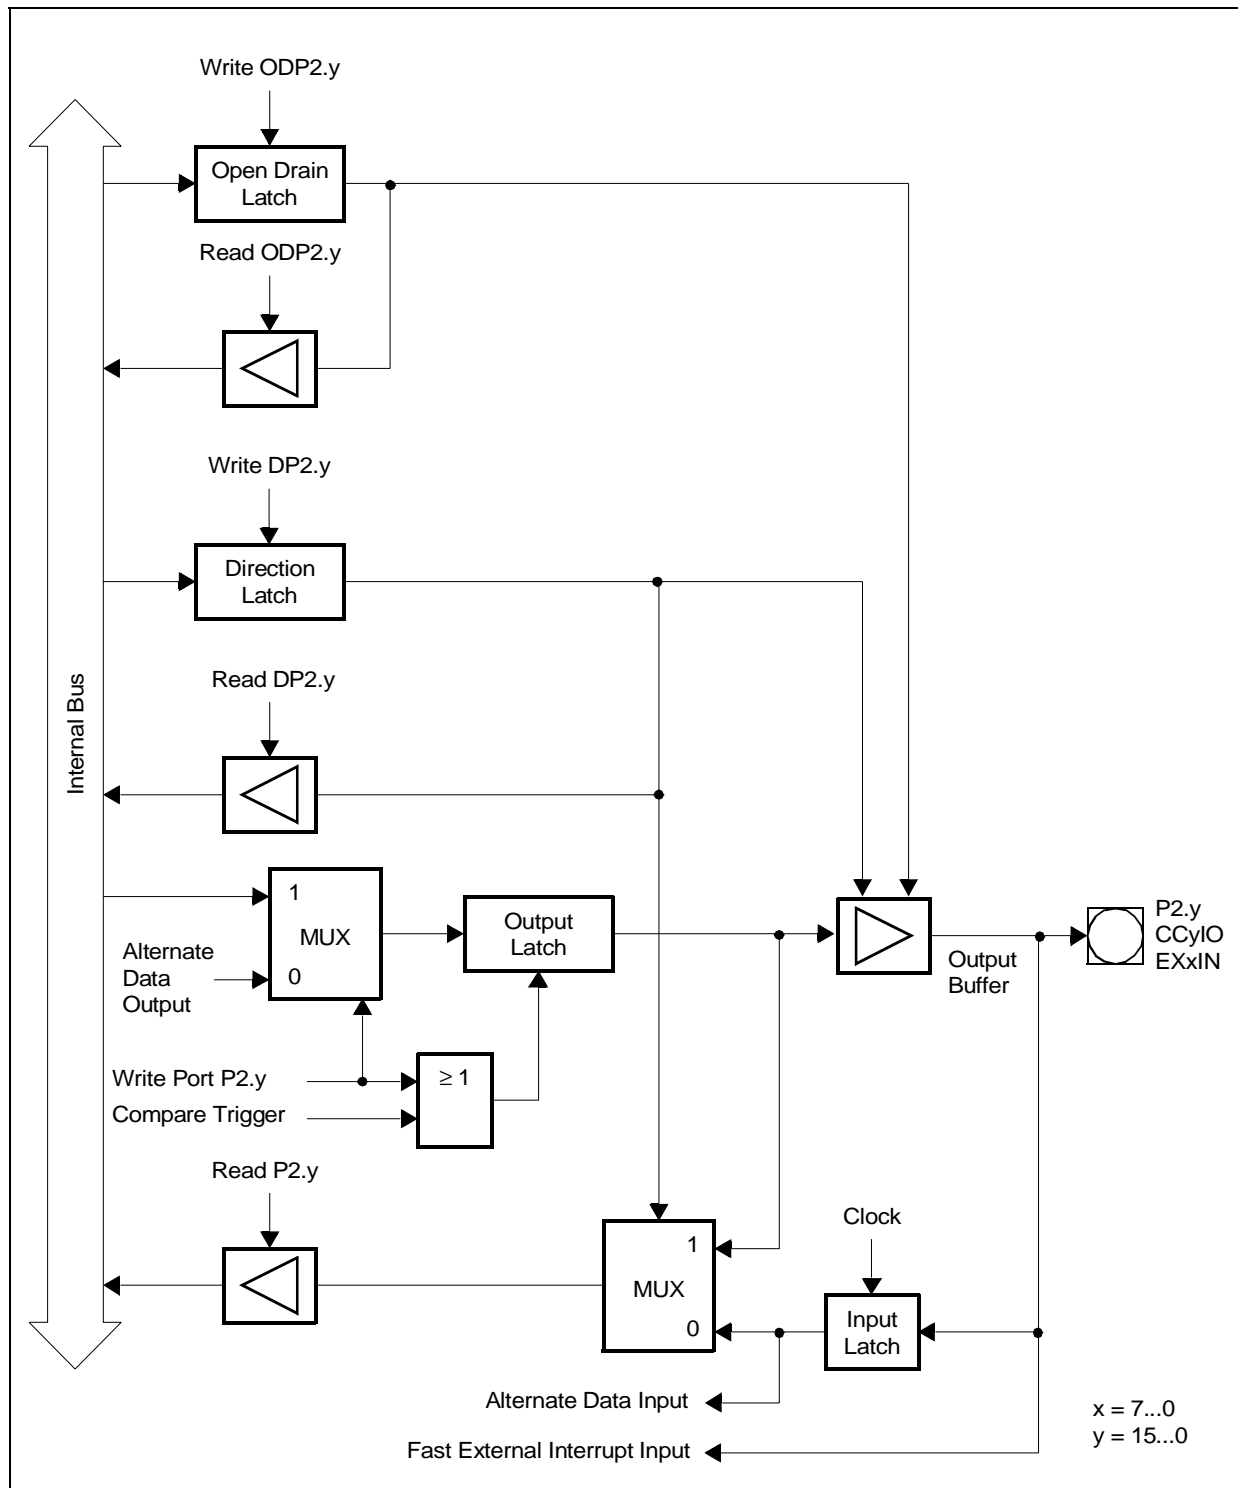 Write ODP2.y
Open Drain
Latch
Read ODP2.y
Write DP2.y
Direction
Latch
Read DP2.y
Internal Bus
1
MUX
0
Alternate
Data
Output
Output
Latch
Output
Buffer
P2.y
CCyIO
EXxIN
Write Port P2.y
Compare Trigger
≥ 1
Read P2.y
1
MUX
0
Clock
Input
Latch
Alternate Data Input
Fast External Interrupt Input
x = 7...0
y = 15...0